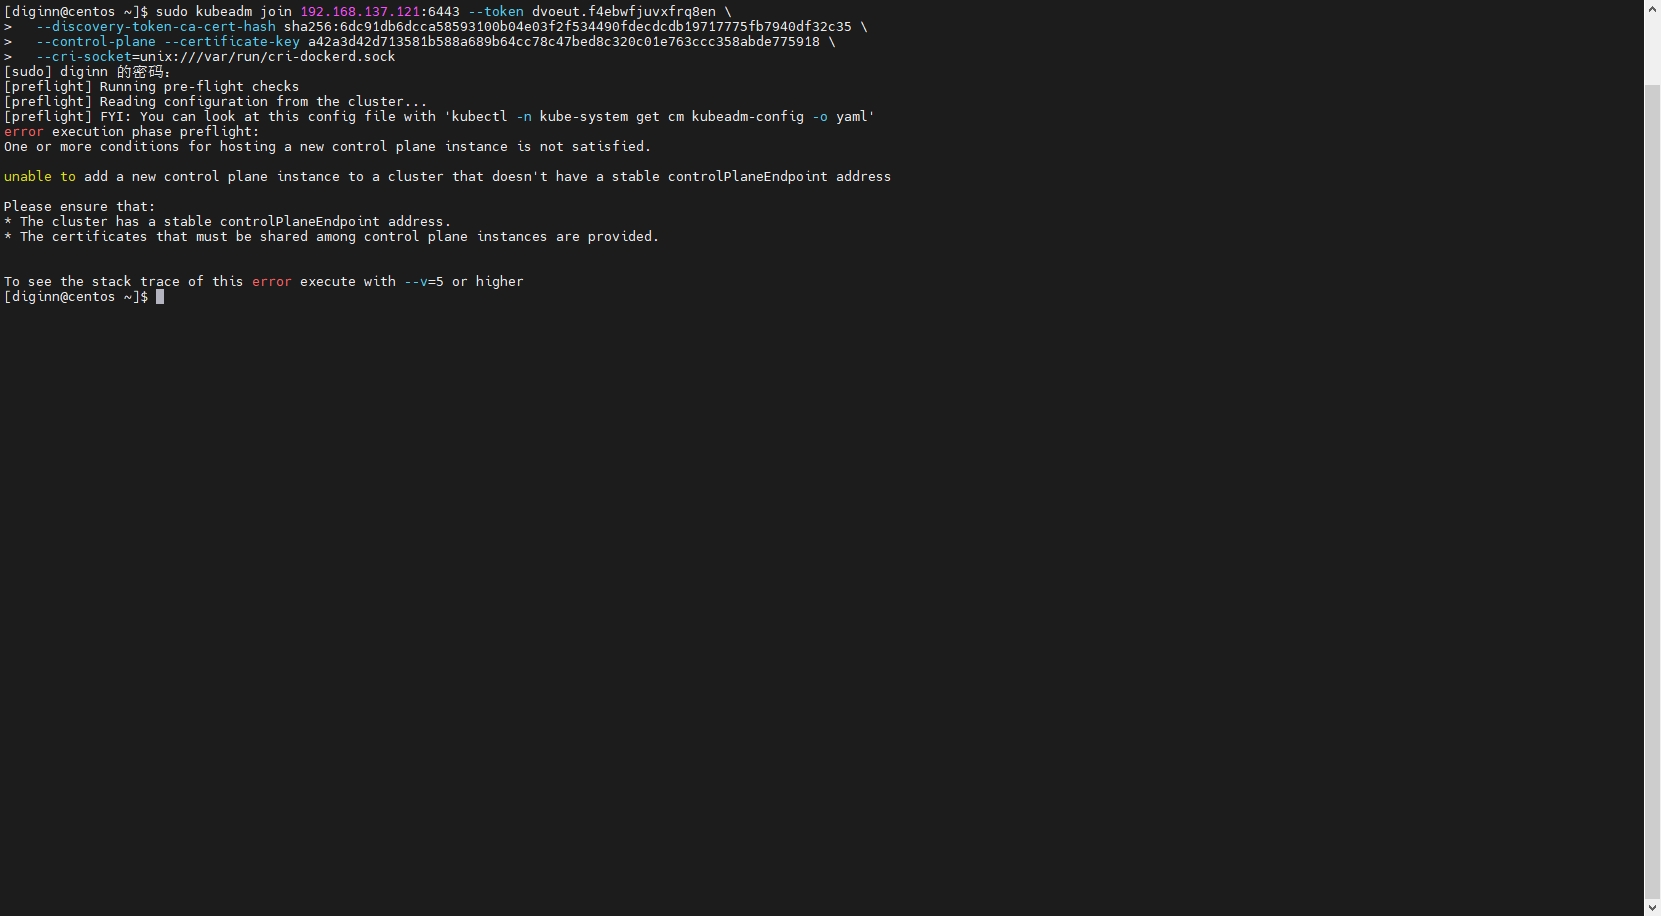 [diginn@centos ~]$ sudo kubeadm join 192.168.137.121:6443 --token dvoeut.f4ebwfjuvxfrq8en \
>   --discovery-token-ca-cert-hash sha256:6dc91db6dcca58593100b04e03f2f534490fdecdcdb19717775fb7940df32c35 \
>   --control-plane --certificate-key a42a3d42d713581b588a689b64cc78c47bed8c320c01e763ccc358abde775918 \
>   --cri-socket=unix:///var/run/cri-dockerd.sock
[sudo] diginn 的密码：
[preflight] Running pre-flight checks
[preflight] Reading configuration from the cluster...
[preflight] FYI: You can look at this config file with 'kubectl -n kube-system get cm kubeadm-config -o yaml'
error execution phase preflight:
One or more conditions for hosting a new control plane instance is not satisfied.
unable to add a new control plane instance to a cluster that doesn't have a stable controlPlaneEndpoint address
Please ensure that:
* The cluster has a stable controlPlaneEndpoint address.
* The certificates that must be shared among control plane instances are provided.
To see the stack trace of this error execute with --v=5 or higher
[diginn@centos ~]$